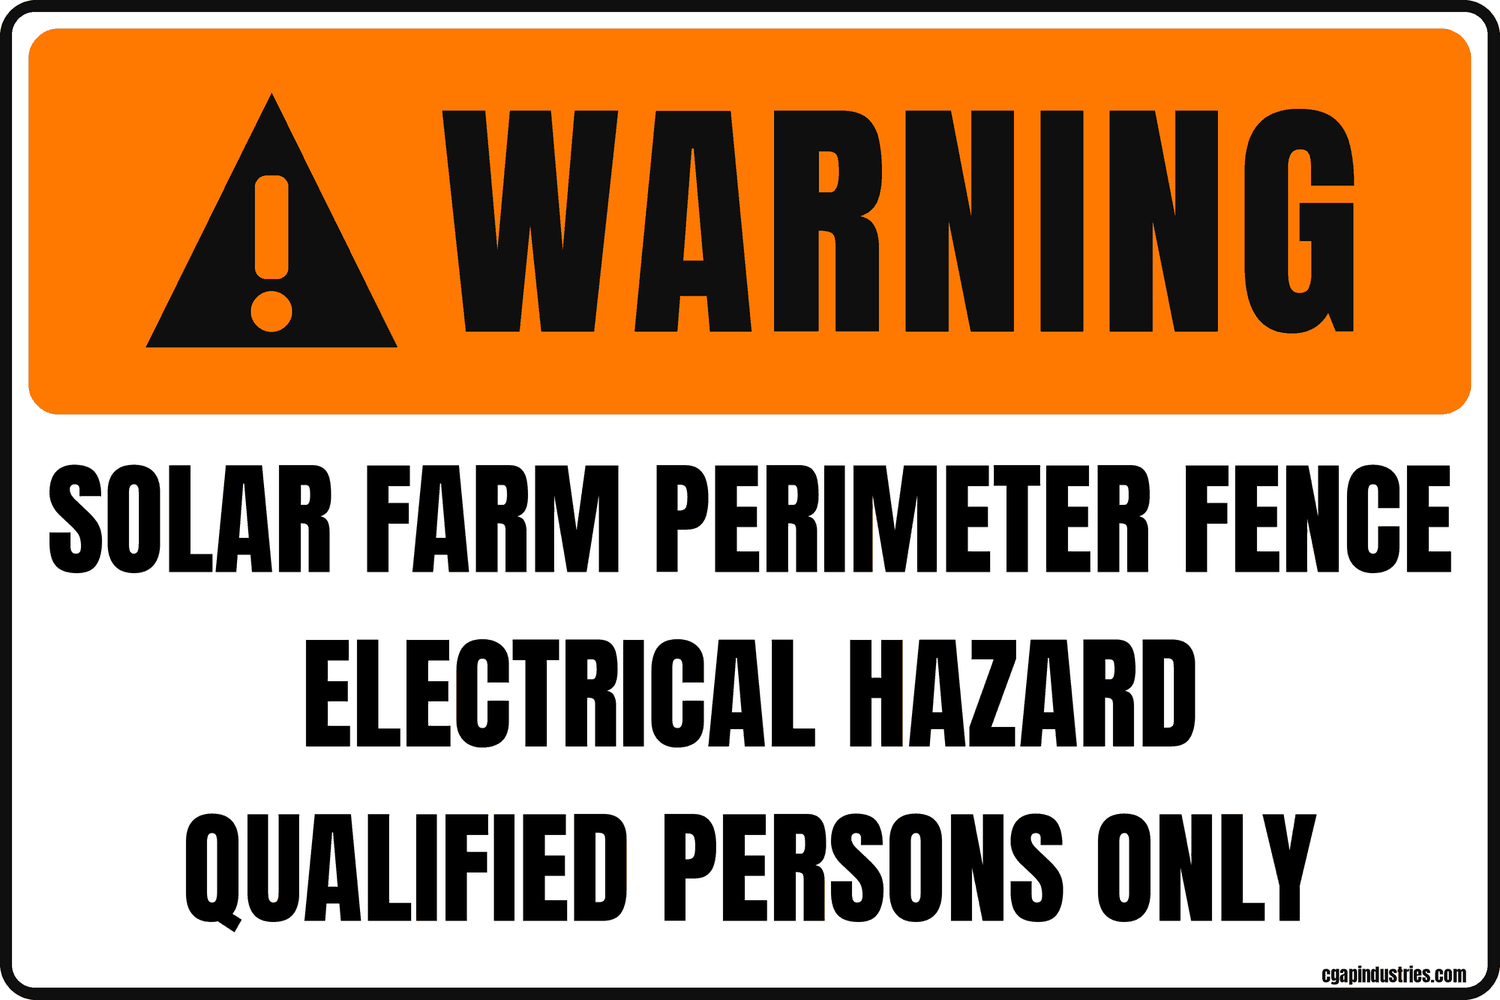 WARNING
SOLAR FARM PERIMETER FENCE
ELECTRICAL HAZARD
QUALIFIED PERSONS ONLY
cgapindustries.com